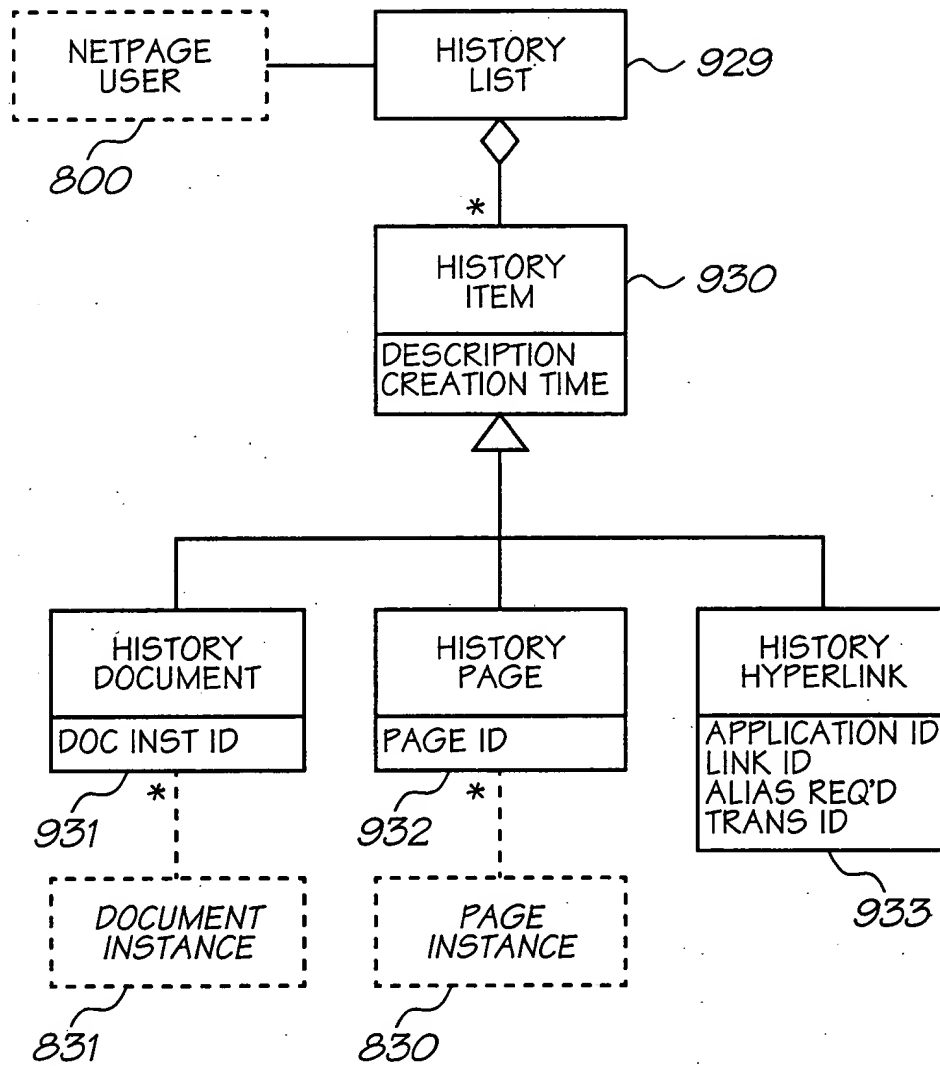 NETPAGE
USER
800
HISTORY
LIST
929
*
HISTORY
ITEM
930
DESCRIPTION
CREATION TIME
HISTORY
DOCUMENT
DOC INST ID
931
*
HISTORY
PAGE
PAGE ID
932
*
HISTORY
HYPERLINK
APPLICATION ID
LINK ID
ALIAS REQ'D
TRANS ID
933
DOCUMENT
INSTANCE
831
PAGE
INSTANCE
830